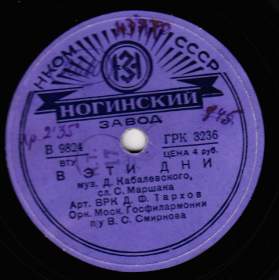 НКОМ СССР
НОГИНСКИЙ
ЗАВОД
В 9824 ГРК 3236
ВТУ ЦЕНА 4 руб.
В ЭТИ ДНИ
муз. Д. Кабалевского,
сл. С. Маршака
Арт. ВРК Д. Ф. Тархов
Орк. Моск. Госфилармонии
п/у В. С. Смирнова